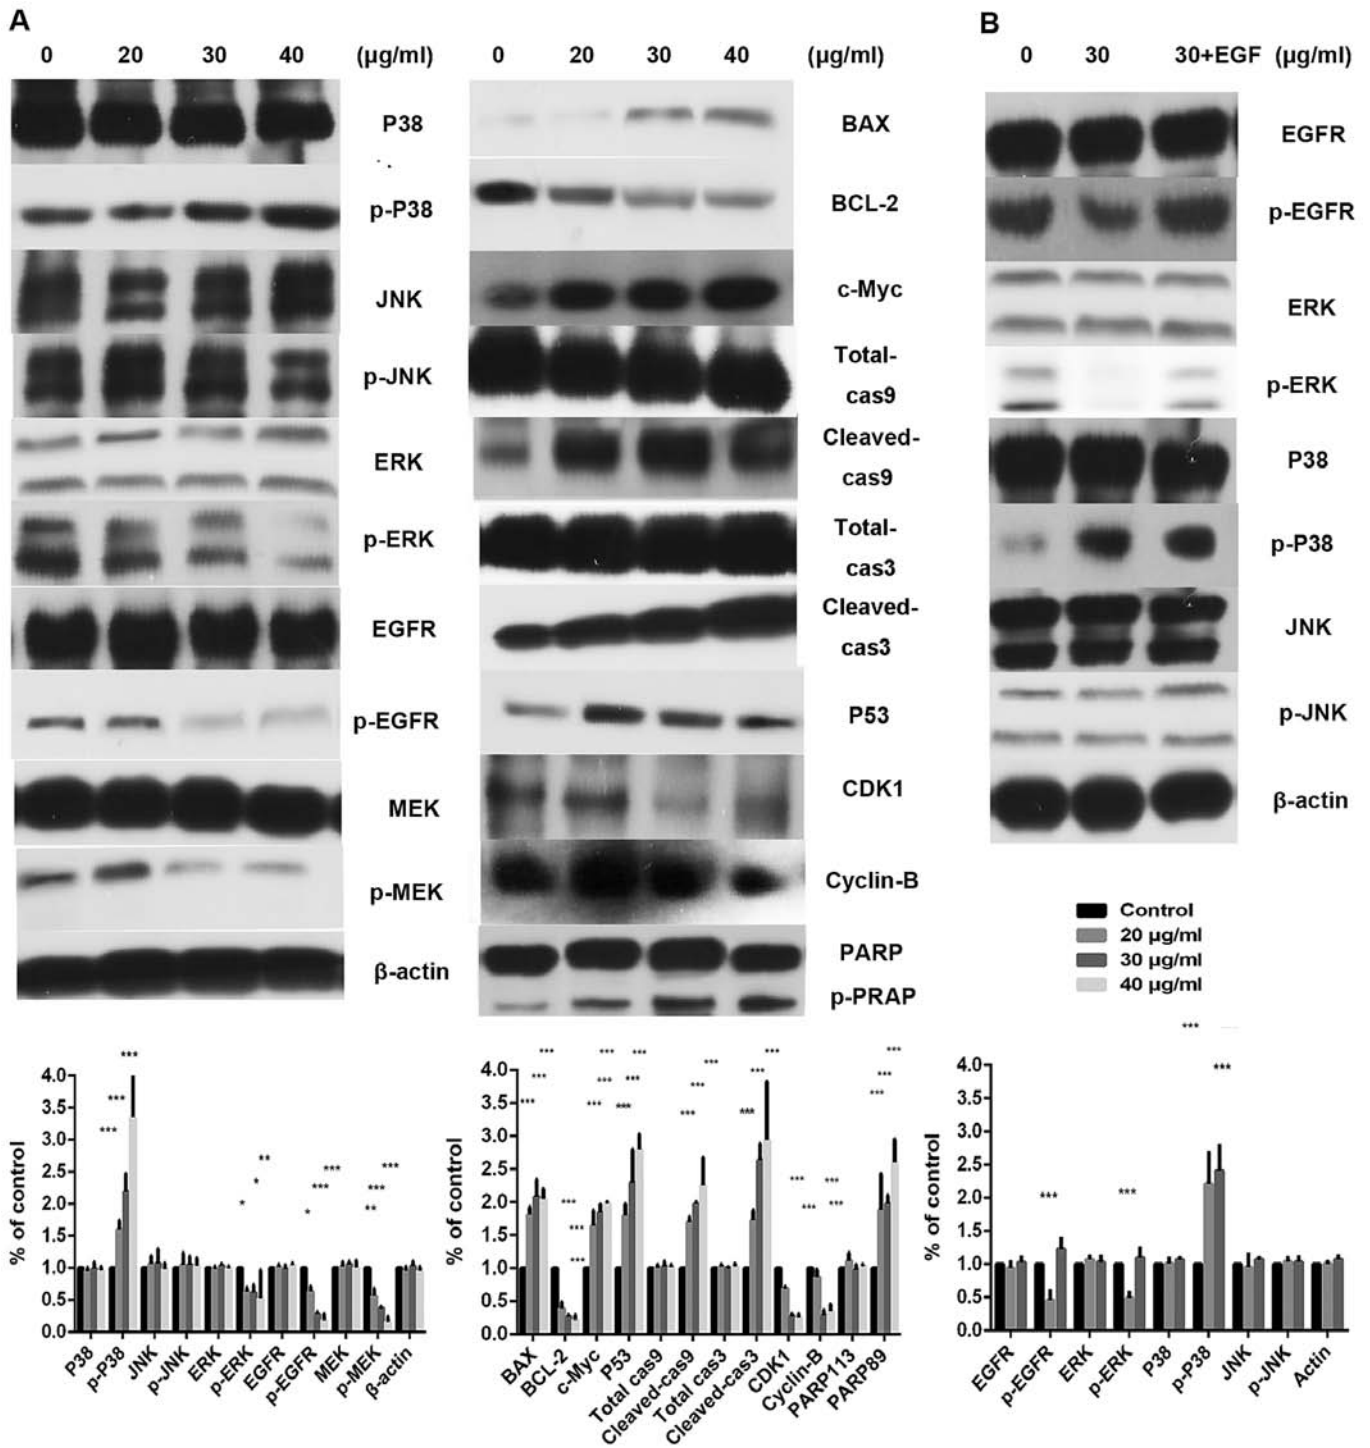 A
0 20 30 40 (µg/ml)
P38
p-P38
JNK
p-JNK
ERK
p-ERK
EGFR
p-EGFR
MEK
p-MEK
β-actin
0 20 30 40 (µg/ml)
BAX
BCL-2
c-Myc
Total-
cas9
Cleaved-
cas9
Total-
cas3
Cleaved-
cas3
P53
CDK1
Cyclin-B
PARP
p-PRAP
B
0 30 30+EGF (µg/ml)
EGFR
p-EGFR
ERK
p-ERK
P38
p-P38
JNK
p-JNK
β-actin
Control
20 µg/ml
30 µg/ml
40 µg/ml
% of control
4.0
3.5
3.0
2.5
2.0
1.5
1.0
0.5
0.0
*** *** ***
* * **
* *** ***
** *** ***
P38 p-P38 JNK p-JNK ERK p-ERK EGFR p-EGFR MEK p-MEK β-actin
% of control
4.0
3.5
3.0
2.5
2.0
1.5
1.0
0.5
0.0
*** *** ***
*** *** ***
*** *** ***
*** *** ***
*** *** ***
*** *** ***
*** ***
*** ***
*** *** ***
BAX BCL-2 c-Myc P53 Total cas9 Cleaved-cas9 Total cas3 Cleaved-cas3 CDK1 Cyclin-B PARP113 PARP89
% of control
4.0
3.5
3.0
2.5
2.0
1.5
1.0
0.5
0.0
*** *** *** ***
EGFR p-EGFR ERK p-ERK P38 p-P38 JNK p-JNK Actin